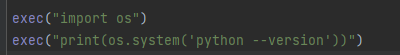 exec("import os")
exec("print(os.system('python --version'))")